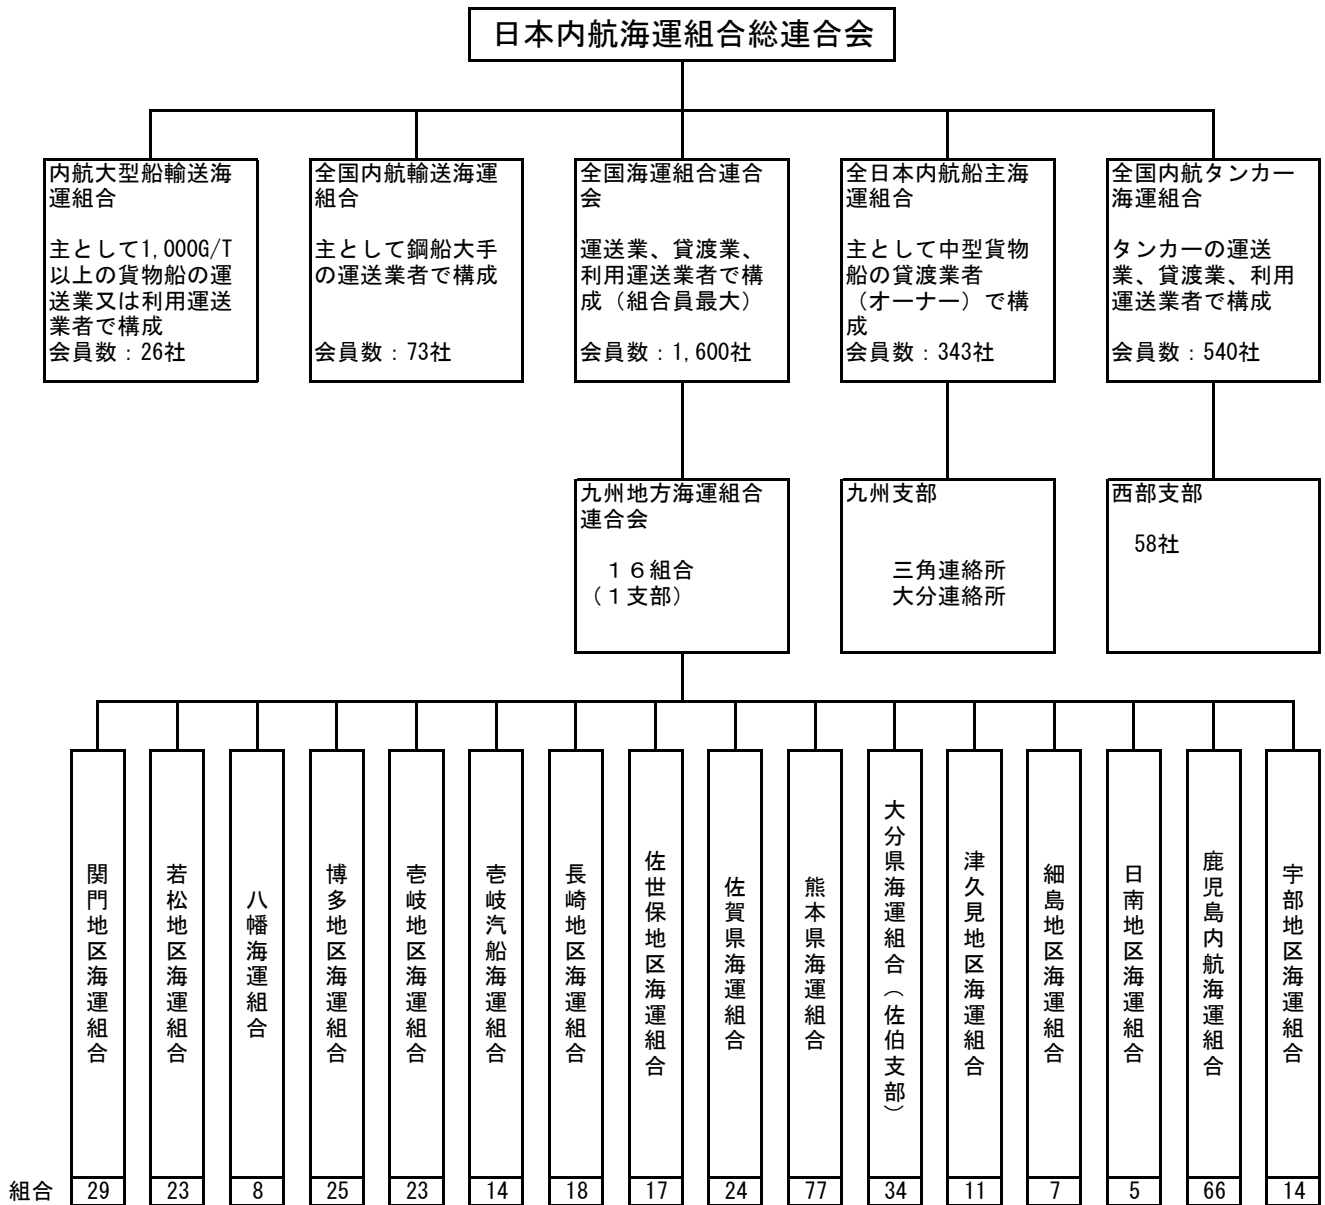 日本内航海運組合総連合会
内航大型船輸送海
運組合
主として1,000G/T
以上の貨物船の運
送業又は利用運送
業者で構成
会員数：26社
全国内航輸送海運
組合
主として鋼船大手
の運送業者で構成
会員数：73社
全国海運組合連合
会
運送業、貸渡業、
利用運送業者で構
成（組合員最大）
会員数：1,600社
全日本内航船主海
運組合
主として中型貨物
船の貸渡業者
（オーナー）で構
成
会員数：343社
全国内航タンカー
海運組合
タンカーの運送
業、貸渡業、利用
運送業者で構成
会員数：540社
九州地方海運組合
連合会
１６組合
（１支部）
九州支部
三角連絡所
大分連絡所
西部支部
58社
関門地区海運組合
若松地区海運組合
八幡海運組合
博多地区海運組合
壱岐地区海運組合
壱岐汽船海運組合
長崎地区海運組合
佐世保地区海運組合
佐賀県海運組合
熊本県海運組合
大分県海運組合（佐伯支部）
津久見地区海運組合
細島地区海運組合
日南地区海運組合
鹿児島内航海運組合
宇部地区海運組合
組合 29 23 8 25 23 14 18 17 24 77 34 11 7 5 66 14